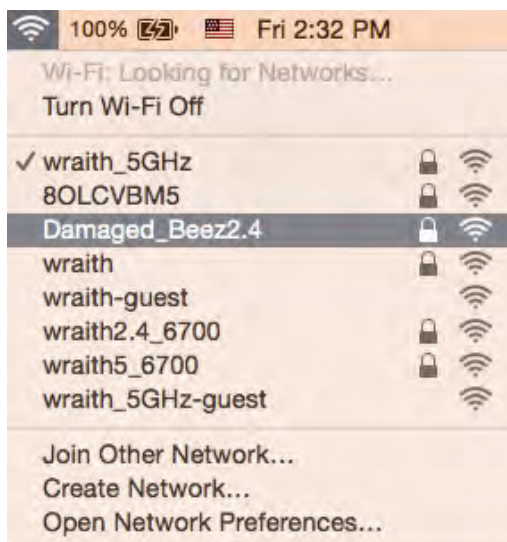 100% Fri 2:32 PM
Wi-Fi: Looking for Networks...
Turn Wi-Fi Off
wraith_5GHz
8OLCVBM5
Damaged_Beez2.4
wraith
wraith-guest
wraith2.4_6700
wraith5_6700
wraith_5GHz-guest
Join Other Network...
Create Network...
Open Network Preferences...